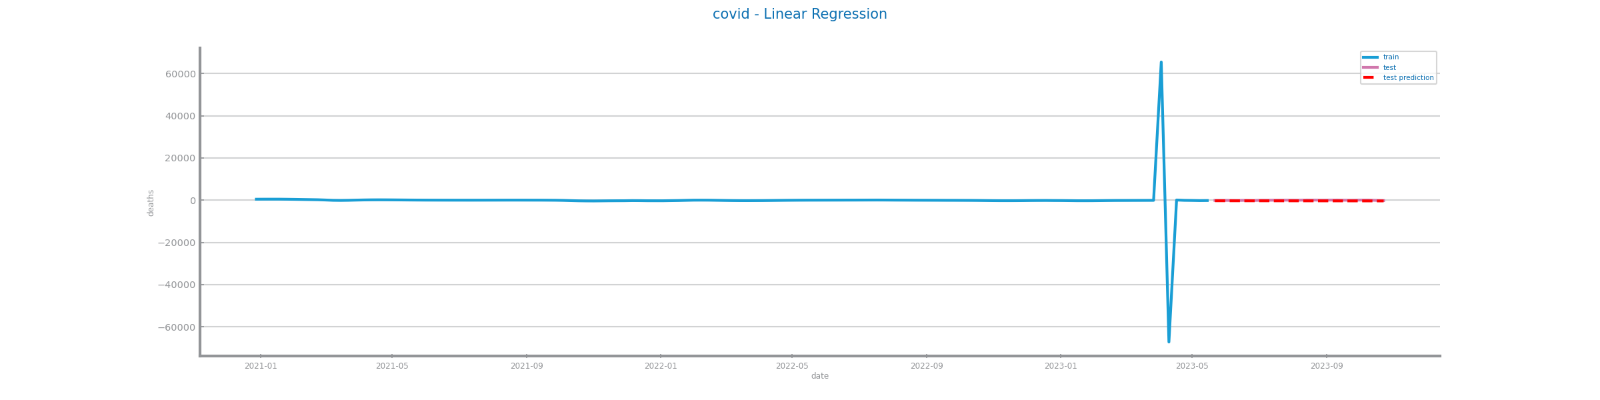 covid - Linear Regression
train
test
test prediction
60000
40000
20000
0
−20000
−40000
−60000
deaths
2021-01 2021-05 2021-09 2022-01 2022-05 2022-09 2023-01 2023-05 2023-09
date